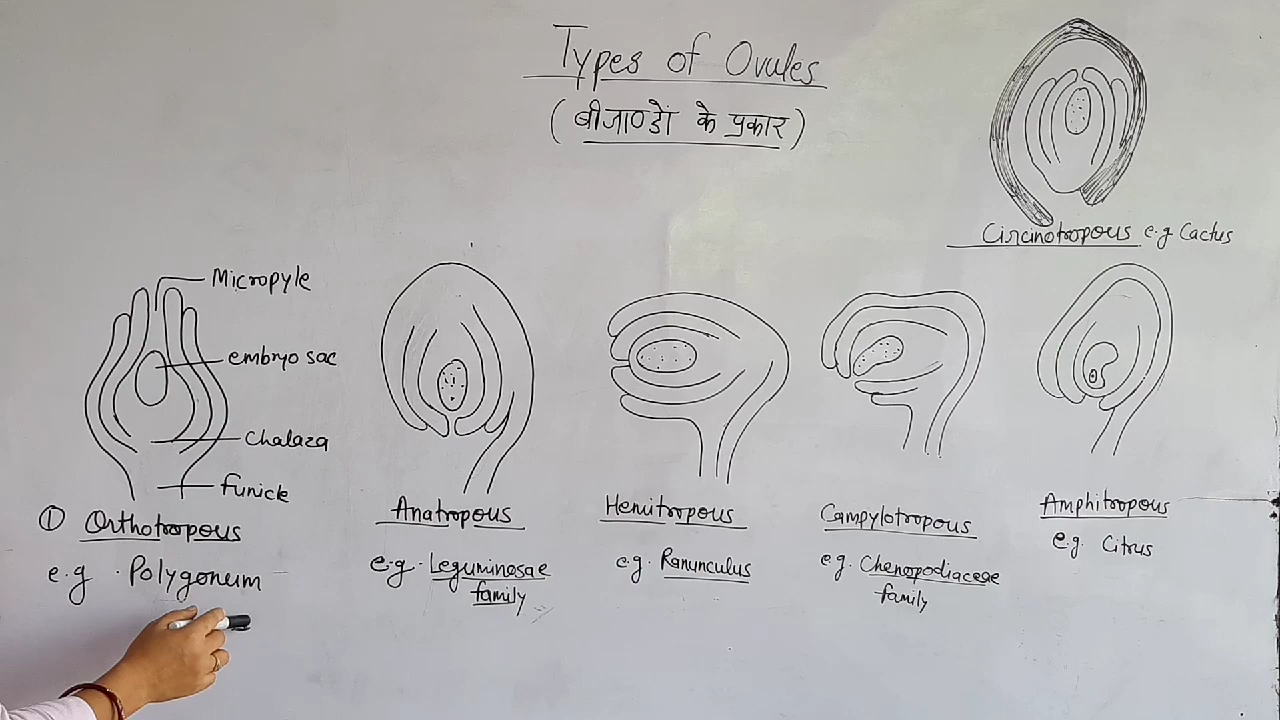 Types of Ovules
(बीजाण्डों के प्रकार)
Circinotropous e.g Cactus
Micropyle
embryo sac
Chalaza
funicle
① Orthotropous
e.g. Polygonum
Anatropous
e.g. Leguminosae
family
Hemitropous
e.g. Ranunculus
Campylotropous
e.g. Chenopodiaceae
family
Amphitropous
e.g. Citrus